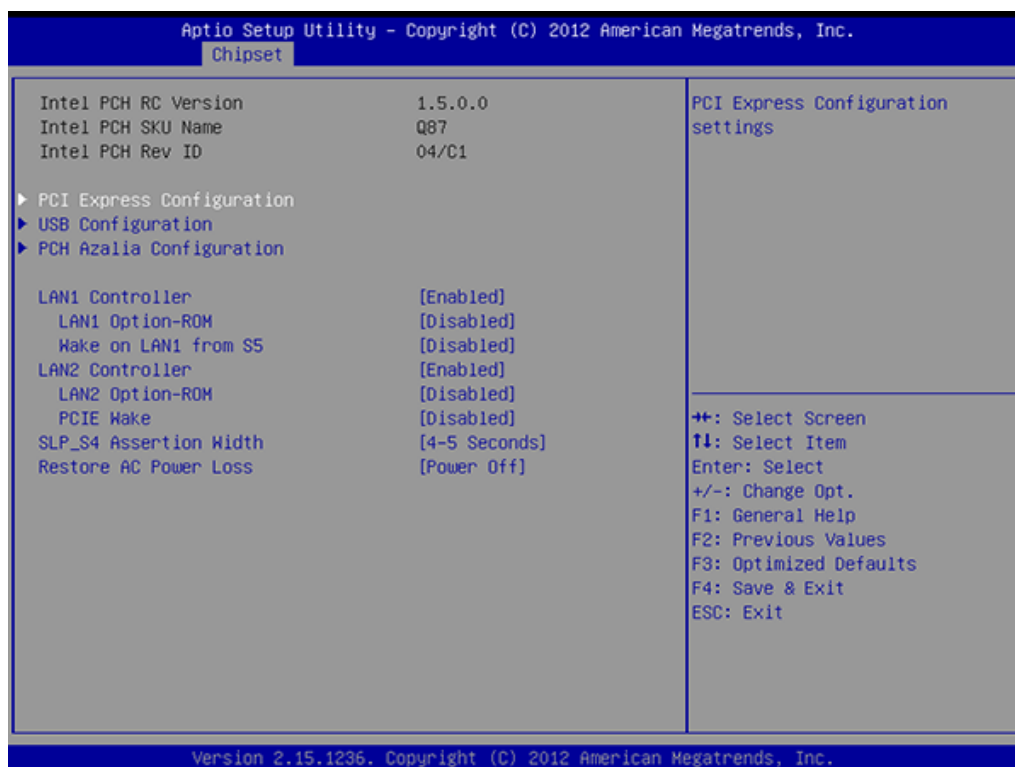 Aptio Setup Utility - Copyright (C) 2012 American Megatrends, Inc.
Chipset
Intel PCH RC Version 1.5.0.0
Intel PCH SKU Name Q87
Intel PCH Rev ID 04/C1
PCI Express Configuration
USB Configuration
PCH Azalia Configuration
LAN1 Controller [Enabled]
LAN1 Option-ROM [Disabled]
Wake on LAN1 from S5 [Disabled]
LAN2 Controller [Enabled]
LAN2 Option-ROM [Disabled]
PCIE Wake [Disabled]
SLP_S4 Assertion Width [4-5 Seconds]
Restore AC Power Loss [Power Off]
PCI Express Configuration
settings
→←: Select Screen
↑↓: Select Item
Enter: Select
+/-: Change Opt.
F1: General Help
F2: Previous Values
F3: Optimized Defaults
F4: Save & Exit
ESC: Exit
Version 2.15.1236. Copyright (C) 2012 American Megatrends, Inc.